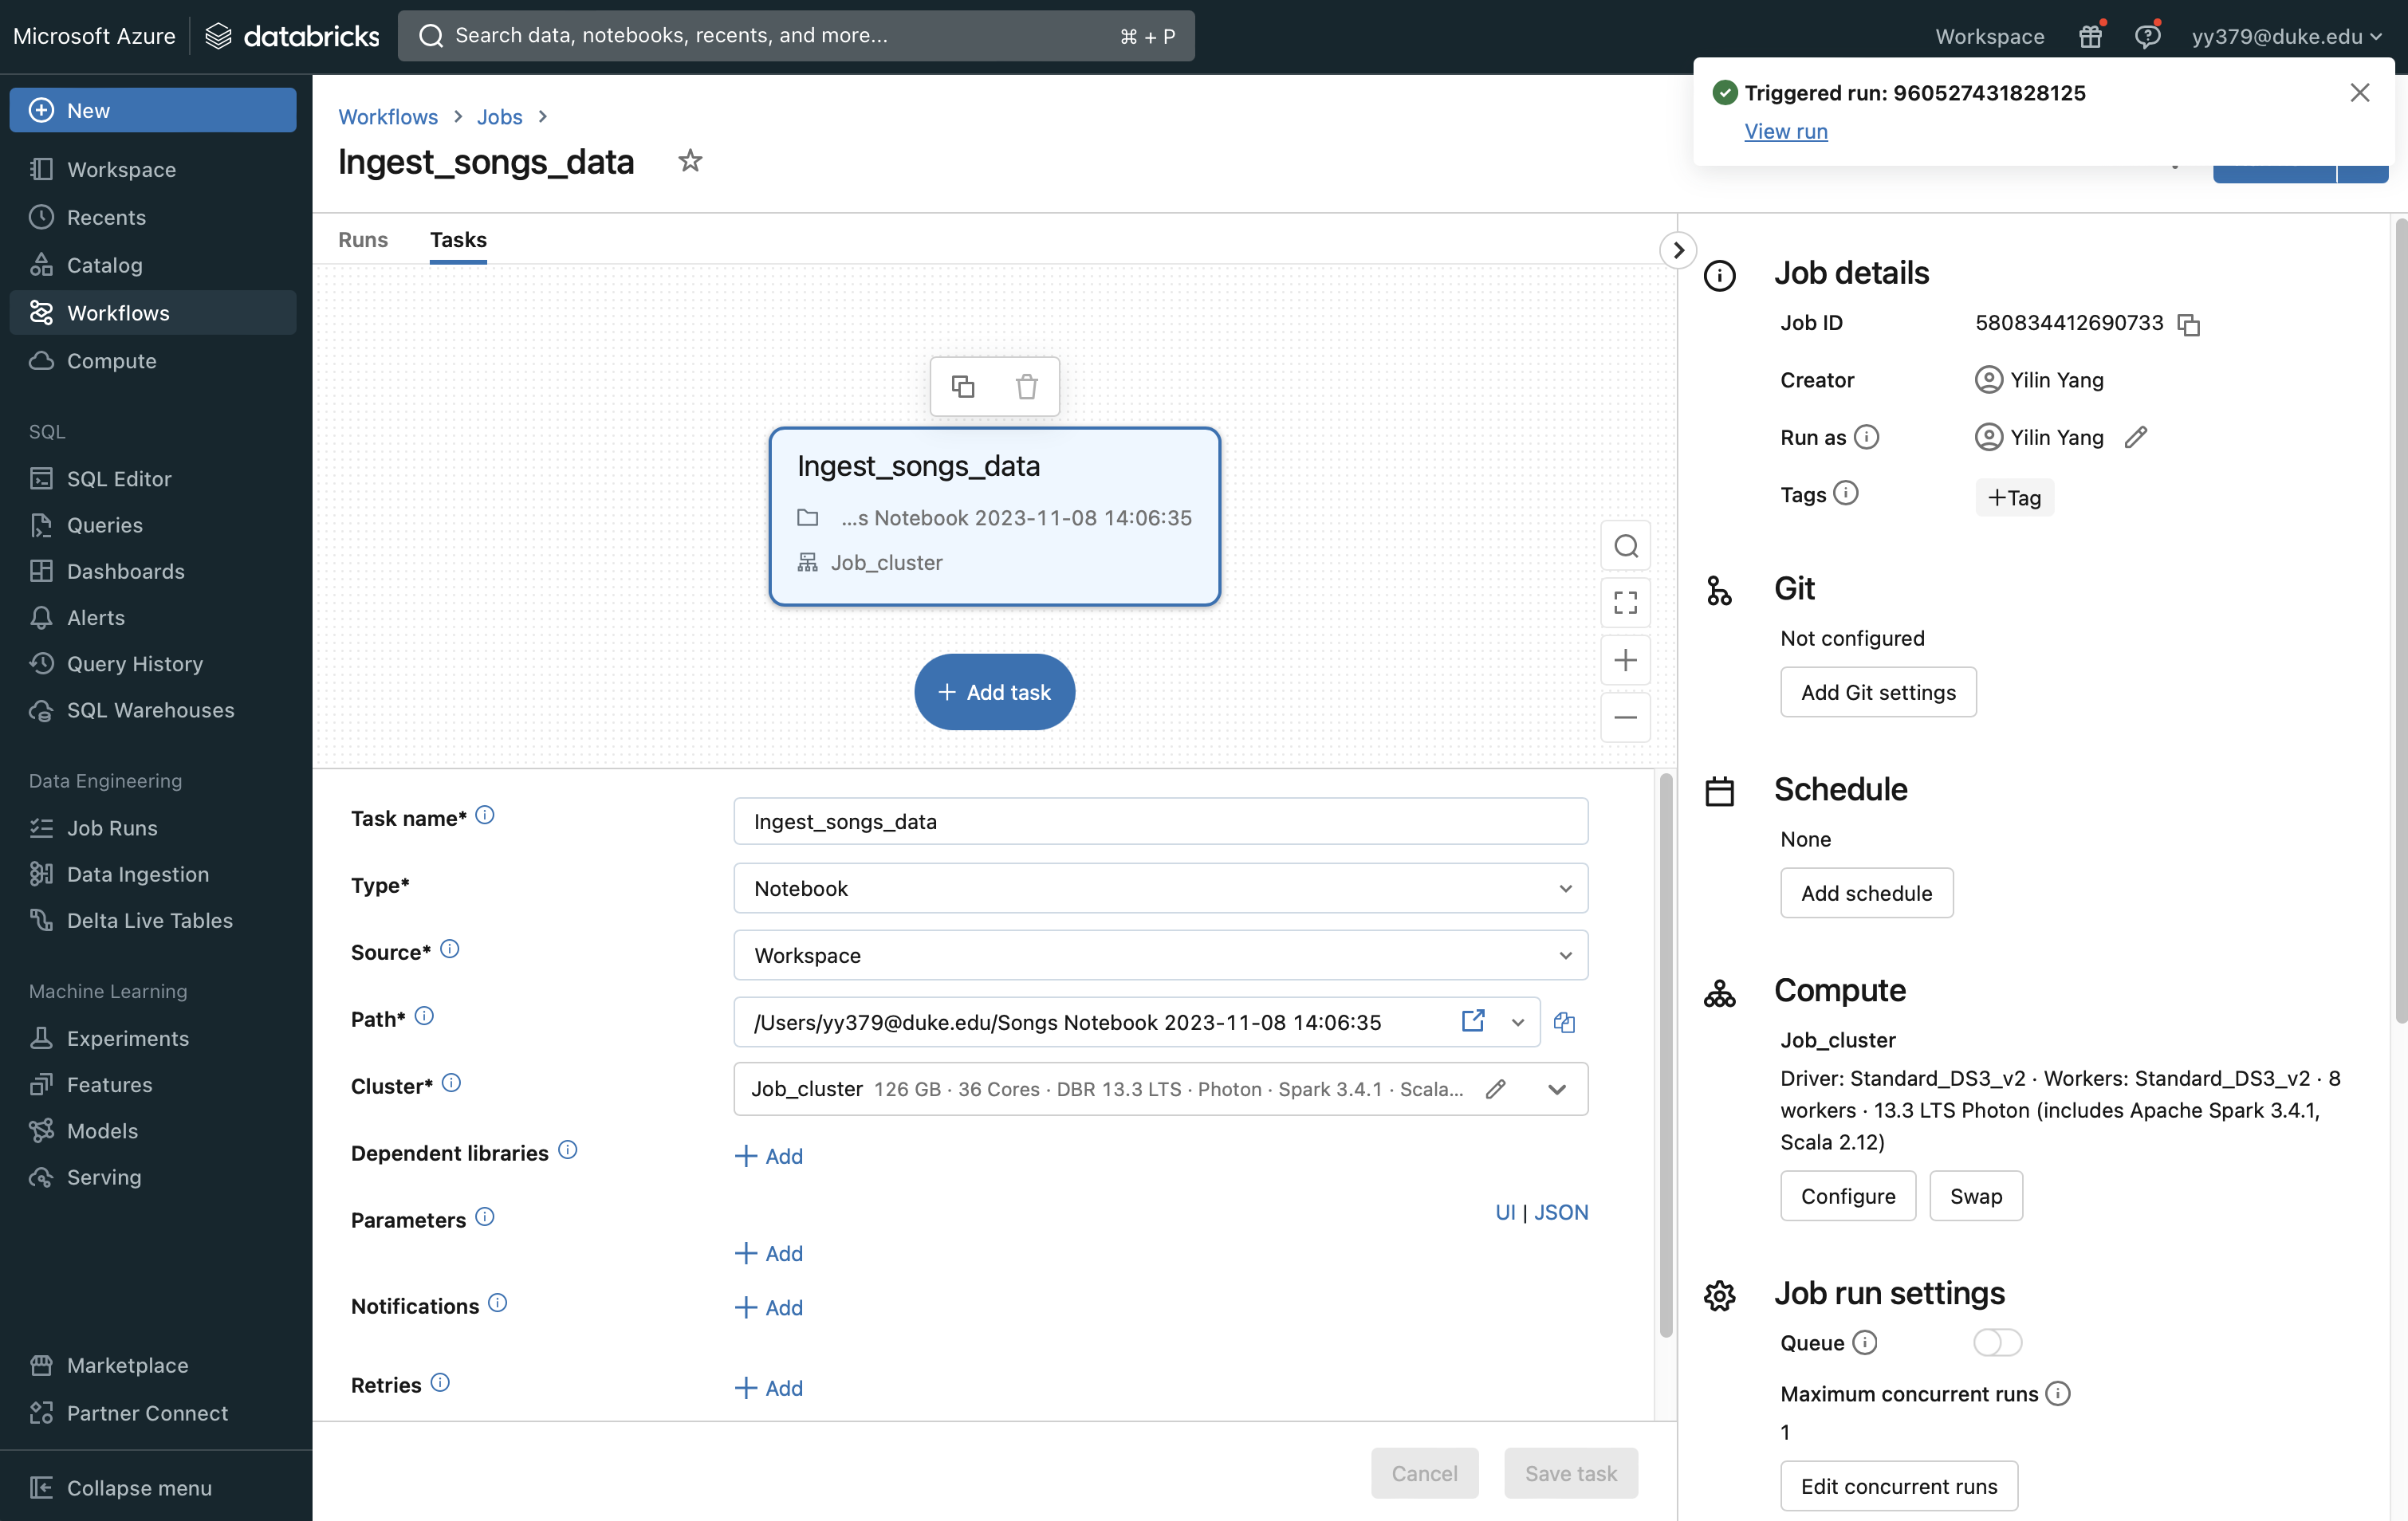 Microsoft Azure databricks Search data, notebooks, recents, and more... ⌘ + P Workspace yy379@duke.edu
Triggered run: 960527431828125
View run
New
Workspace
Recents
Catalog
Workflows
Compute
SQL
SQL Editor
Queries
Dashboards
Alerts
Query History
SQL Warehouses
Data Engineering
Job Runs
Data Ingestion
Delta Live Tables
Machine Learning
Experiments
Features
Models
Serving
Marketplace
Partner Connect
Collapse menu
Workflows > Jobs >
Ingest_songs_data
Runs Tasks
Ingest_songs_data
...s Notebook 2023-11-08 14:06:35
Job_cluster
+ Add task
Task name* Ingest_songs_data
Type* Notebook
Source* Workspace
Path* /Users/yy379@duke.edu/Songs Notebook 2023-11-08 14:06:35
Cluster* Job_cluster 126 GB · 36 Cores · DBR 13.3 LTS · Photon · Spark 3.4.1 · Scala...
Dependent libraries + Add
Parameters UI | JSON
+ Add
Notifications + Add
Retries + Add
Cancel Save task
Job details
Job ID 580834412690733
Creator Yilin Yang
Run as Yilin Yang
Tags +Tag
Git
Not configured
Add Git settings
Schedule
None
Add schedule
Compute
Job_cluster
Driver: Standard_DS3_v2 · Workers: Standard_DS3_v2 · 8
workers · 13.3 LTS Photon (includes Apache Spark 3.4.1,
Scala 2.12)
Configure Swap
Job run settings
Queue
Maximum concurrent runs
1
Edit concurrent runs